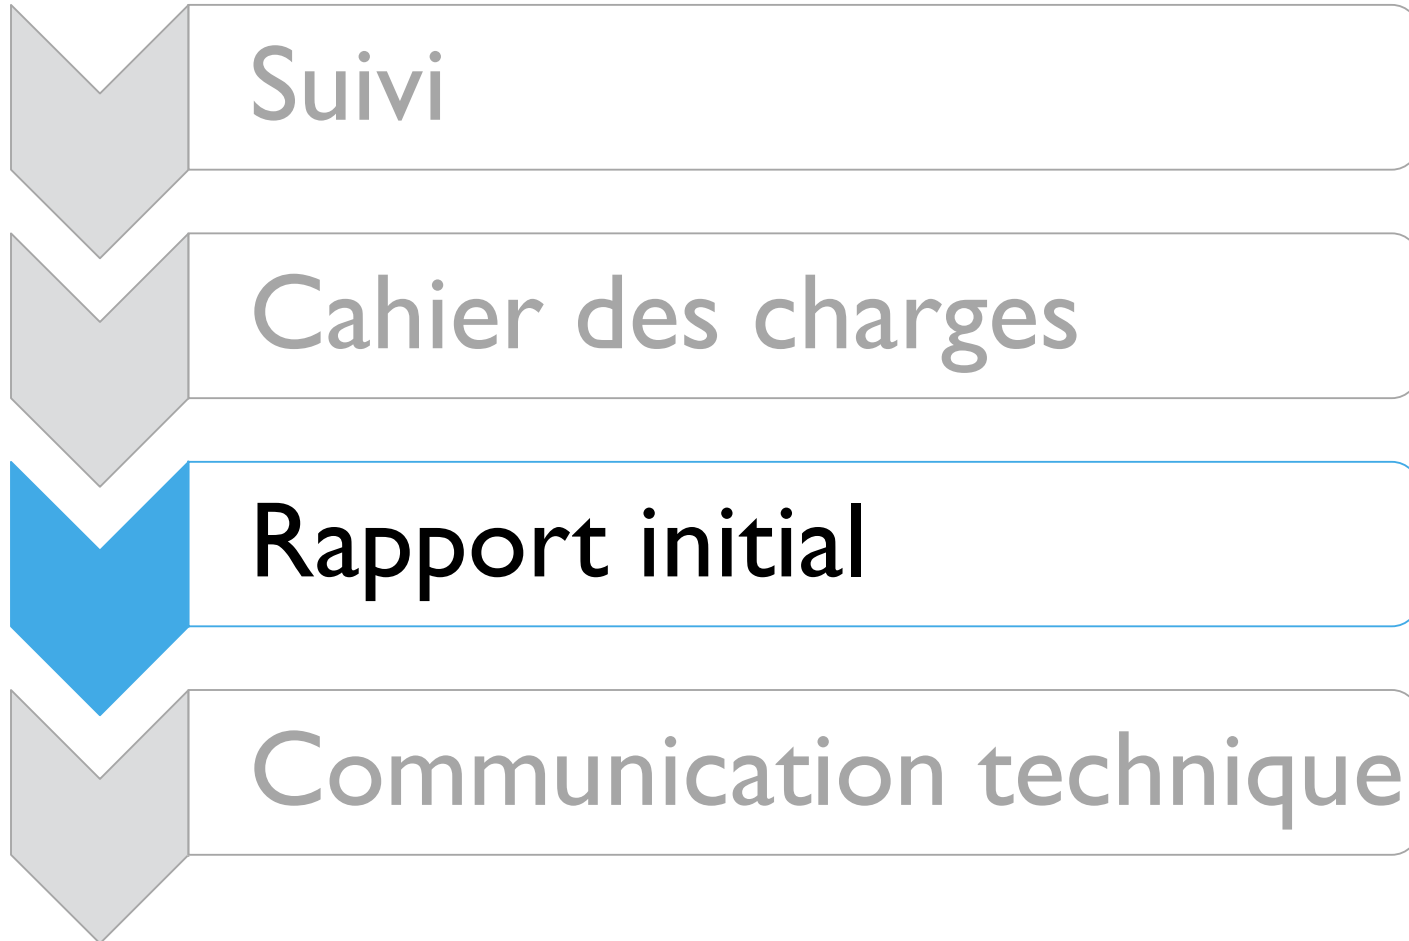 Suivi
Cahier des charges
Rapport initial
Communication technique